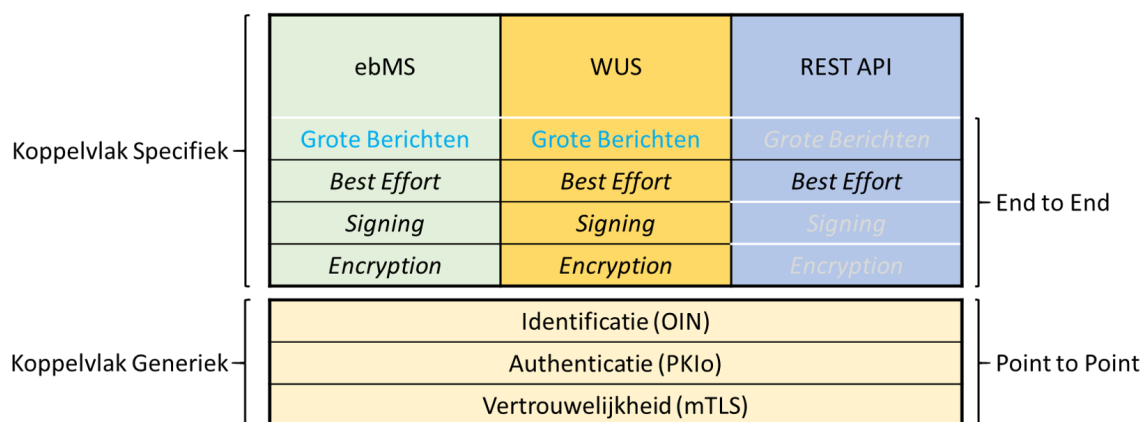 ebMS WUS REST API
Koppelvlak Specifiek
Grote Berichten Grote Berichten Grote Berichten
Best Effort Best Effort Best Effort
End to End
Signing Signing Signing
Encryption Encryption Encryption
Identificatie (OIN)
Koppelvlak Generiek
Authenticatie (PKIo)
Point to Point
Vertrouwelijkheid (mTLS)